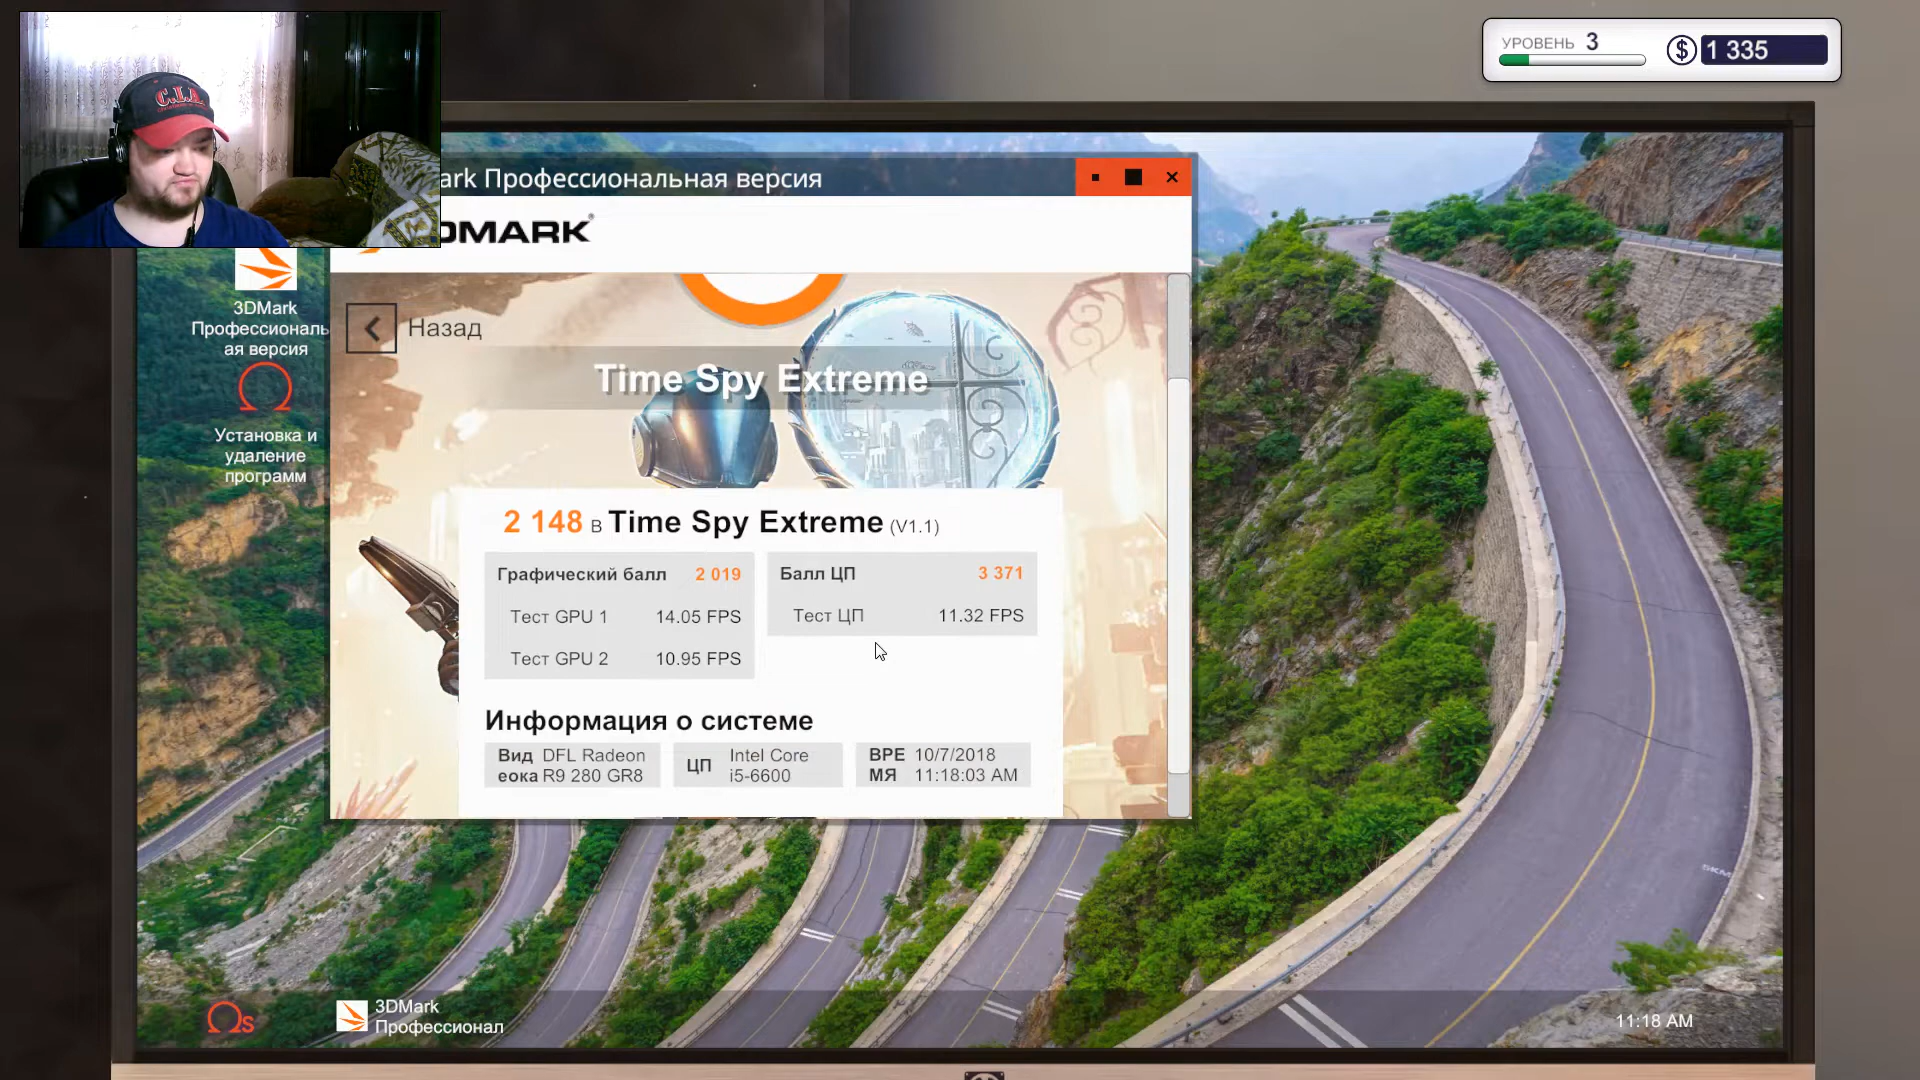 C.I.A.
УРОВЕНЬ 3
1 335
ark Профессиональная версия
DMARK
3DMark
Профессиональ
ая версия
Назад
Time Spy Extreme
Установка и
удаление
программ
2 148 в Time Spy Extreme (V1.1)
Графический балл 2 019
Тест GPU 1 14.05 FPS
Тест GPU 2 10.95 FPS
Балл ЦП 3 371
Тест ЦП 11.32 FPS
Информация о системе
Вид
еока
DFL Radeon
R9 280 GR8
ЦП
Intel Core
i5-6600
ВРЕ
МЯ
10/7/2018
11:18:03 AM
Ωs
3DMark
Профессионал
11:18 AM